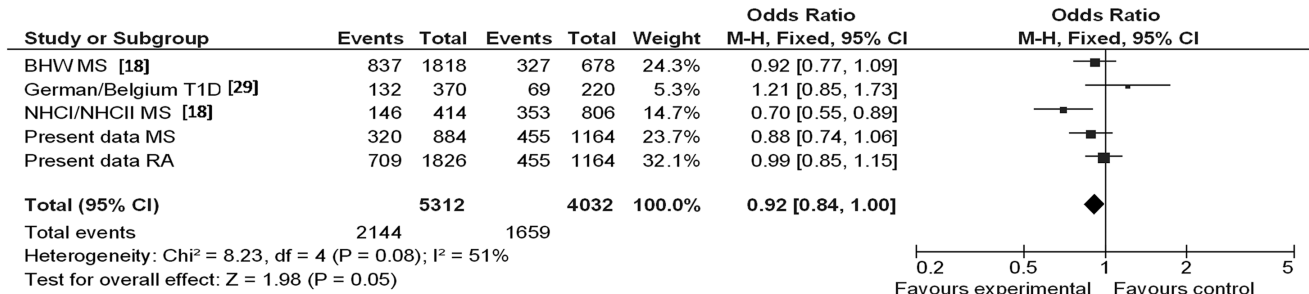 Odds Ratio Odds Ratio
Study or Subgroup Events Total Events Total Weight M-H, Fixed, 95% CI M-H, Fixed, 95% CI
BHW MS [18] 837 1818 327 678 24.3% 0.92 [0.77, 1.09]
German/Belgium T1D [29] 132 370 69 220 5.3% 1.21 [0.85, 1.73]
NHCI/NHCII MS [18] 146 414 353 806 14.7% 0.70 [0.55, 0.89]
Present data MS 320 884 455 1164 23.7% 0.88 [0.74, 1.06]
Present data RA 709 1826 455 1164 32.1% 0.99 [0.85, 1.15]
Total (95% CI) 5312 4032 100.0% 0.92 [0.84, 1.00]
Total events 2144 1659
Heterogeneity: Chi² = 8.23, df = 4 (P = 0.08); I² = 51%
Test for overall effect: Z = 1.98 (P = 0.05)
0.2 0.5 1 2 5
Favours experimental Favours control